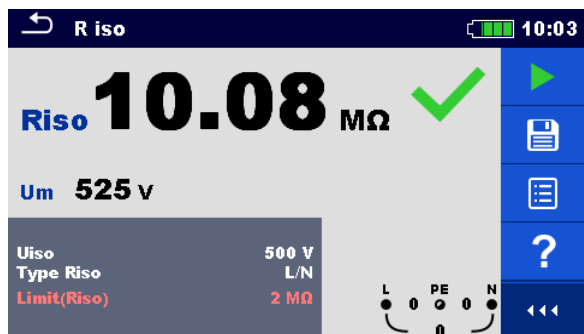 R iso 10:03
Riso 10.08 MΩ
Um 525 V
Uiso 500 V
Type Riso L/N
Limit(Riso) 2 MΩ
L PE N
0 0
0
?